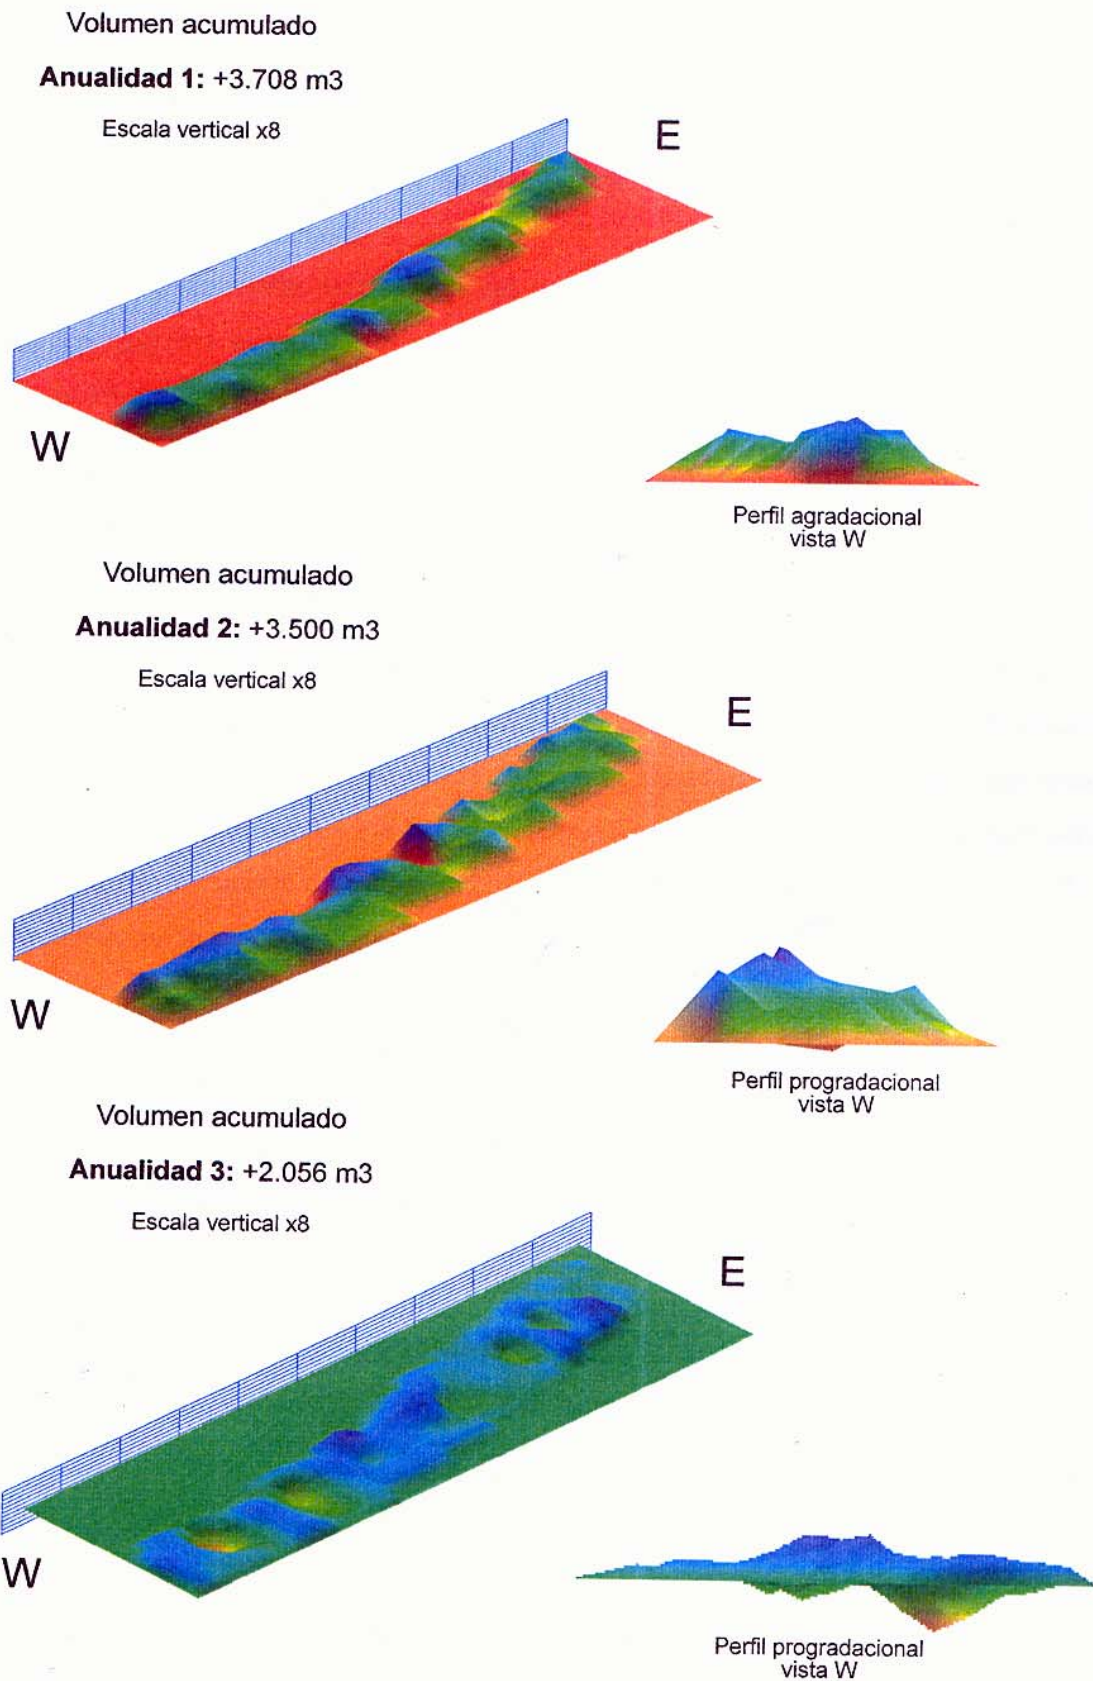 Volumen acumulado
Anualidad 1: +3.708 m3
Escala vertical x8
E
W
Perfil agradacional
vista W
Volumen acumulado
Anualidad 2: +3.500 m3
Escala vertical x8
E
W
Perfil progradacional
vista W
Volumen acumulado
Anualidad 3: +2.056 m3
Escala vertical x8
E
W
Perfil progradacional
vista W